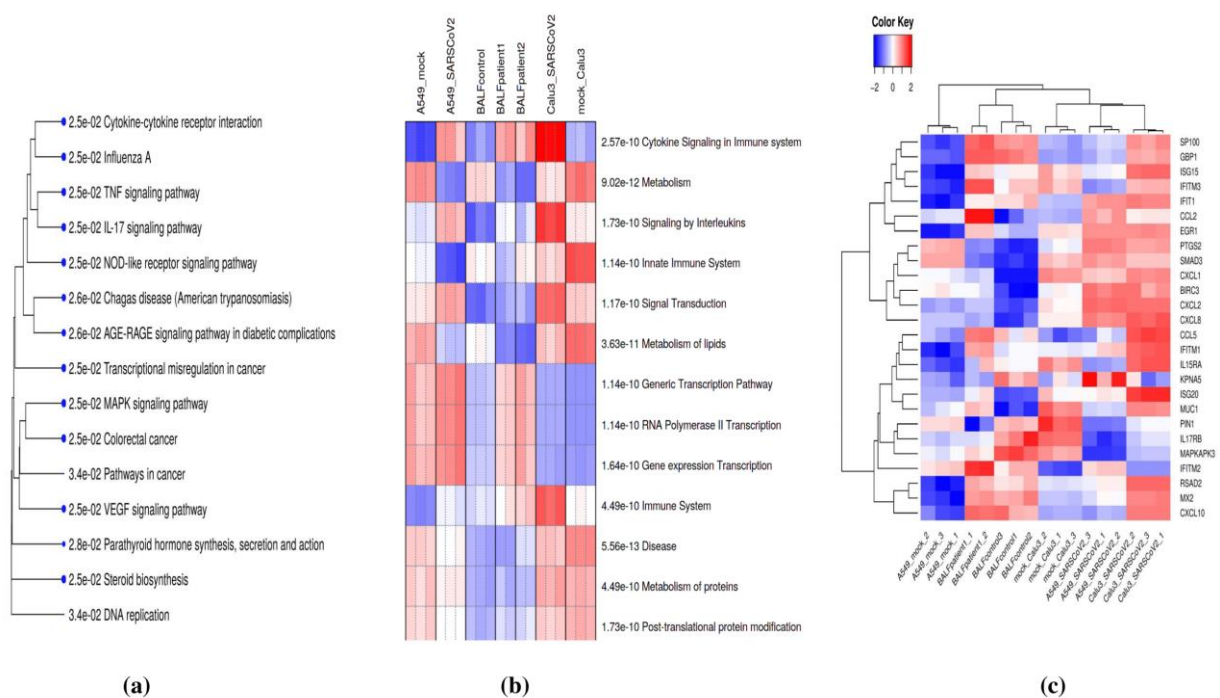 2.5e-02 Cytokine-cytokine receptor interaction
2.5e-02 Influenza A
2.5e-02 TNF signaling pathway
2.5e-02 IL-17 signaling pathway
2.5e-02 NOD-like receptor signaling pathway
2.6e-02 Chagas disease (American trypanosomiasis)
2.6e-02 AGE-RAGE signaling pathway in diabetic complications
2.5e-02 Transcriptional misregulation in cancer
2.5e-02 MAPK signaling pathway
2.5e-02 Colorectal cancer
3.4e-02 Pathways in cancer
2.5e-02 VEGF signaling pathway
2.8e-02 Parathyroid hormone synthesis, secretion and action
2.5e-02 Steroid biosynthesis
3.4e-02 DNA replication
(a)
A549_mock
A549_SARSCoV2
BALFcontrol
BALFpatient1
BALFpatient2
Calu3_SARSCoV2
mock_Calu3
2.57e-10 Cytokine Signaling in Immune system
9.02e-12 Metabolism
1.73e-10 Signaling by Interleukins
1.14e-10 Innate Immune System
1.17e-10 Signal Transduction
3.63e-11 Metabolism of lipids
1.14e-10 Generic Transcription Pathway
1.14e-10 RNA Polymerase II Transcription
1.64e-10 Gene expression Transcription
4.49e-10 Immune System
5.56e-13 Disease
4.49e-10 Metabolism of proteins
1.73e-10 Post-translational protein modification
(b)
Color Key
-2 0 2
SP100
GBP1
ISG15
IFITM3
IFIT1
CCL2
EGR1
PTGS2
SMAD3
CXCL1
BIRC3
CXCL2
CXCL8
CCL5
IFITM1
IL15RA
KPNA5
ISG20
MUC1
PIN1
IL17RB
MAPKAPK3
IFITM2
RSAD2
MX2
CXCL10
A549_mock_2
A549_mock_3
A549_mock_1
BALFpatient1_1
BALFpatient1_2
BALFcontrol3
BALFcontrol1
BALFcontrol2
mock_Calu3_2
mock_Calu3_1
mock_Calu3_3
A549_SARSCoV2_3
A549_SARSCoV2_1
A549_SARSCoV2_2
Calu3_SARSCoV2_2
Calu3_SARSCoV2_3
Calu3_SARSCoV2_1
(c)